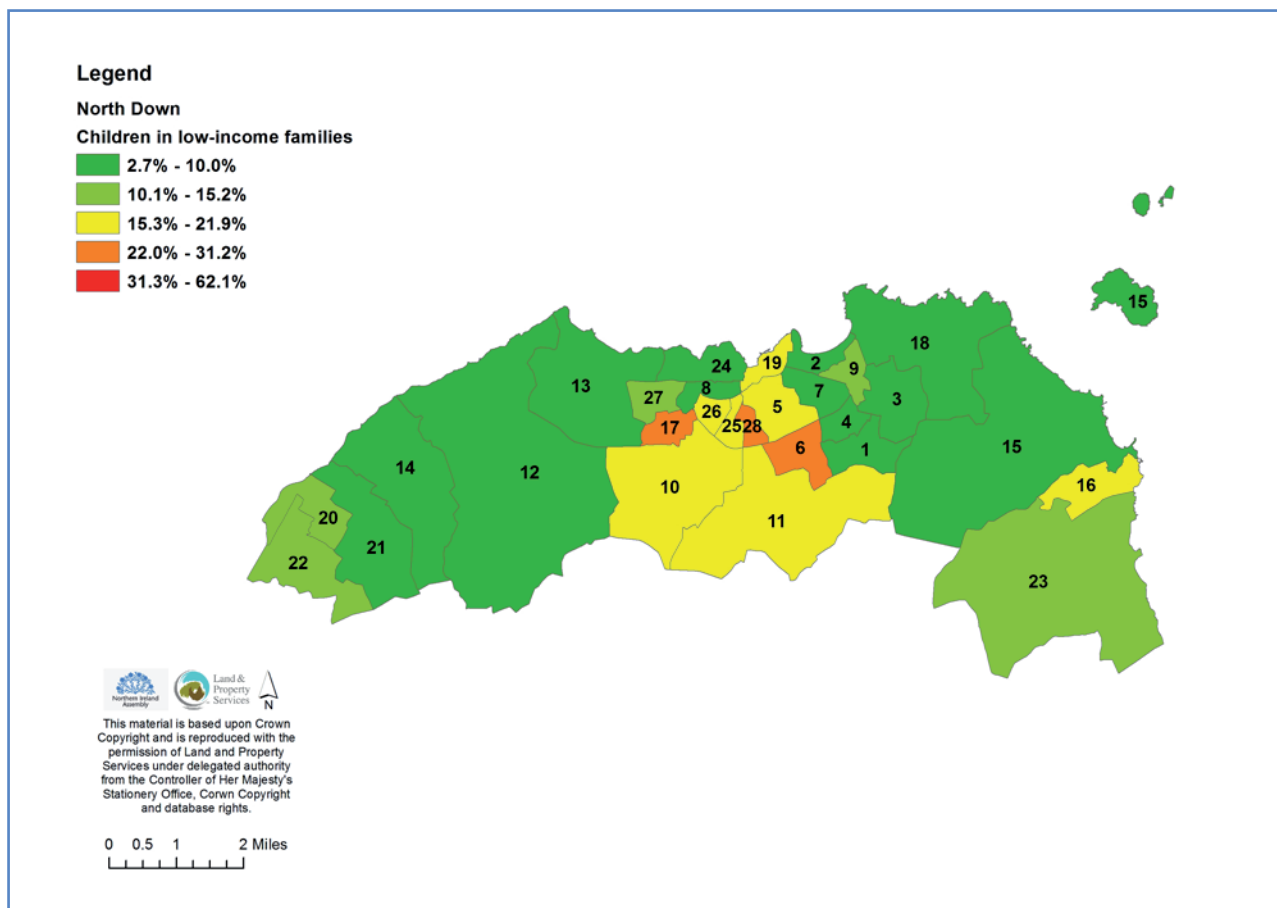 Legend
North Down
Children in low-income families
2.7% - 10.0%
10.1% - 15.2%
15.3% - 21.9%
22.0% - 31.2%
31.3% - 62.1%
15
18
24
19
2
9
13
8
7
3
27
26
5
17
25
28
4
6
1
14
12
10
15
16
11
20
21
22
23
Northern Ireland
Assembly
Land &
Property
Services
N
This material is based upon Crown
Copyright and is reproduced with the
permission of Land and Property
Services under delegated authority
from the Controller of Her Majesty's
Stationery Office, Corwn Copyright
and database rights.
0 0.5 1 2 Miles